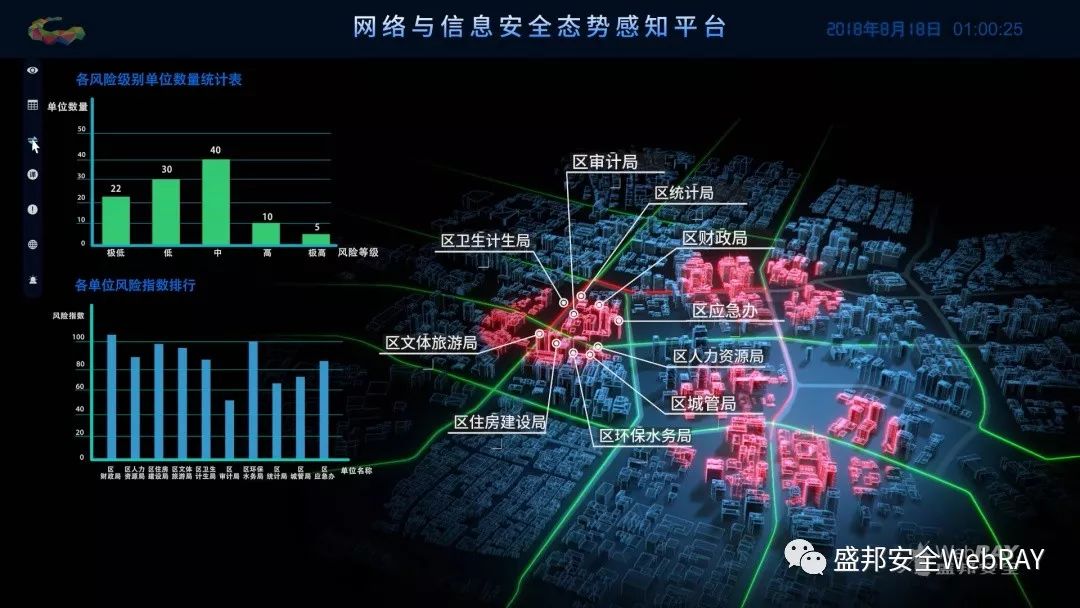 网络与信息安全态势感知平台
2018年8月18日 01:00:25
各风险级别单位数量统计表
单位数量
50
40
30
20
10
0
22
30
40
10
5
极低 低 中 高 极高 风险等级
各单位风险指数排行
风险指数
100
80
60
40
20
0
区 区人力 区住房 区文体 区卫生 区 区环保 区 区 区
财政局 资源局 建设局 旅游局 计生局 审计局 水务局 统计局 城管局 应急办
单位名称
区审计局
区统计局
区卫生计生局
区财政局
区应急办
区文体旅游局
区人力资源局
区城管局
区住房建设局
区环保水务局
盛邦安全WebRAY